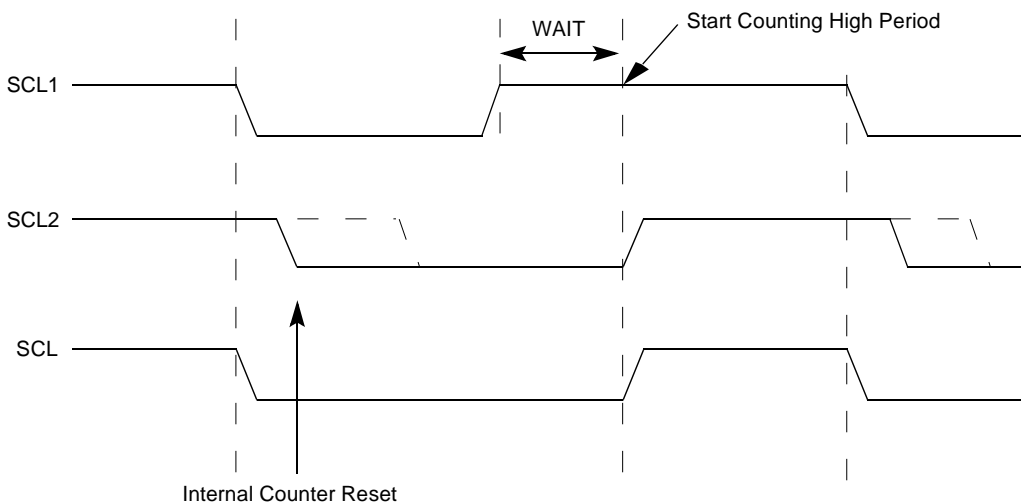 Start Counting High Period
WAIT
SCL1
SCL2
SCL
Internal Counter Reset